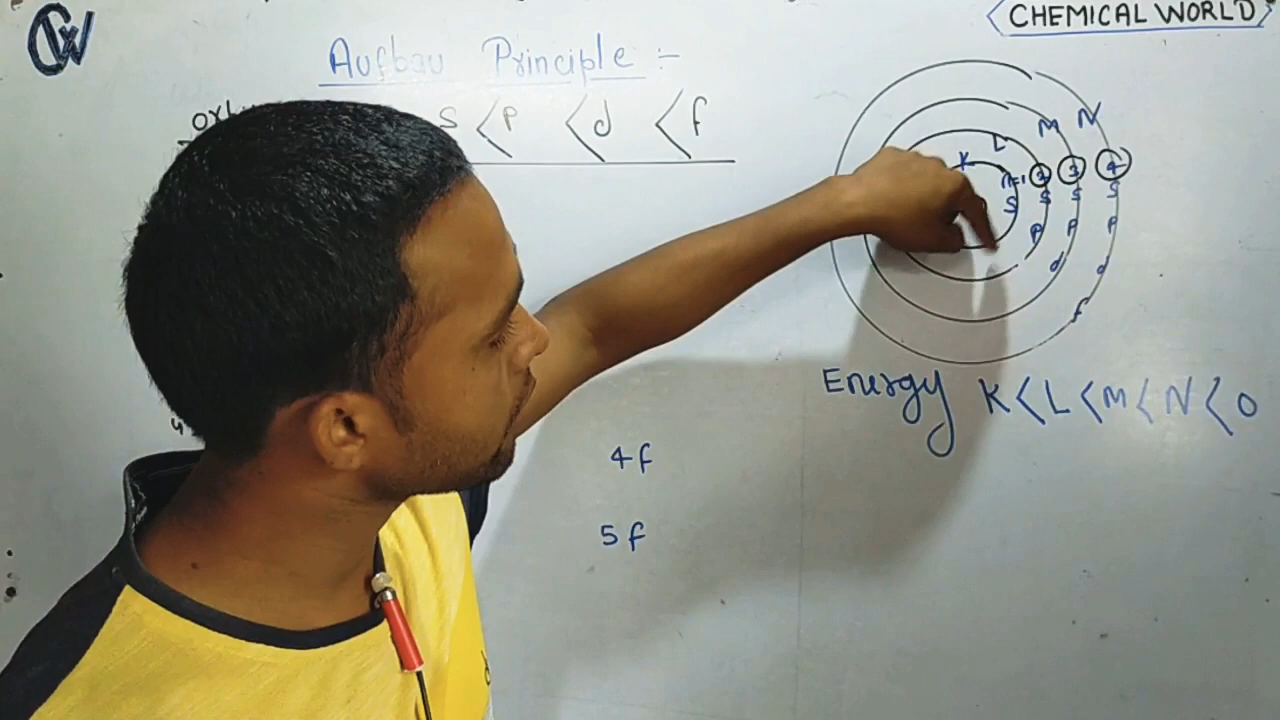 CW
CHEMICAL WORLD
Aufbau Principle :-
s < p < d < f
K L M N
n=1 2 3 4
S S S S
P P P
d d
f
Energy K < L < M < N < O
4f
5f